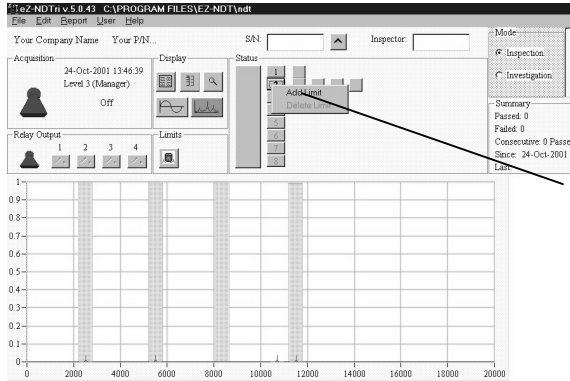 TeZ-NDTri v.5.0.43 C:\PROGRAM FILES\EZ-NDT\ndt
File Edit Report User Help
Your Company Name Your P/N... S/N: Inspector:
Mode
Inspection
Investigation
Acquisition
24-Oct-2001 13:46:39
Level 3 (Manager)
Off
Display
Status
1
2
Add Limit
Delete Limit
5
6
7
8
Relay Output
1 2 3 4
Limits
Summary
Passed: 0
Failed: 0
Consecutive: 0 Passe
Since: 24-Oct-2001
Last:
1
0.9
0.8
0.7
0.6
0.5
0.4
0.3
0.2
0.1
0
0 2000 4000 6000 8000 10000 12000 14000 16000 18000 20000